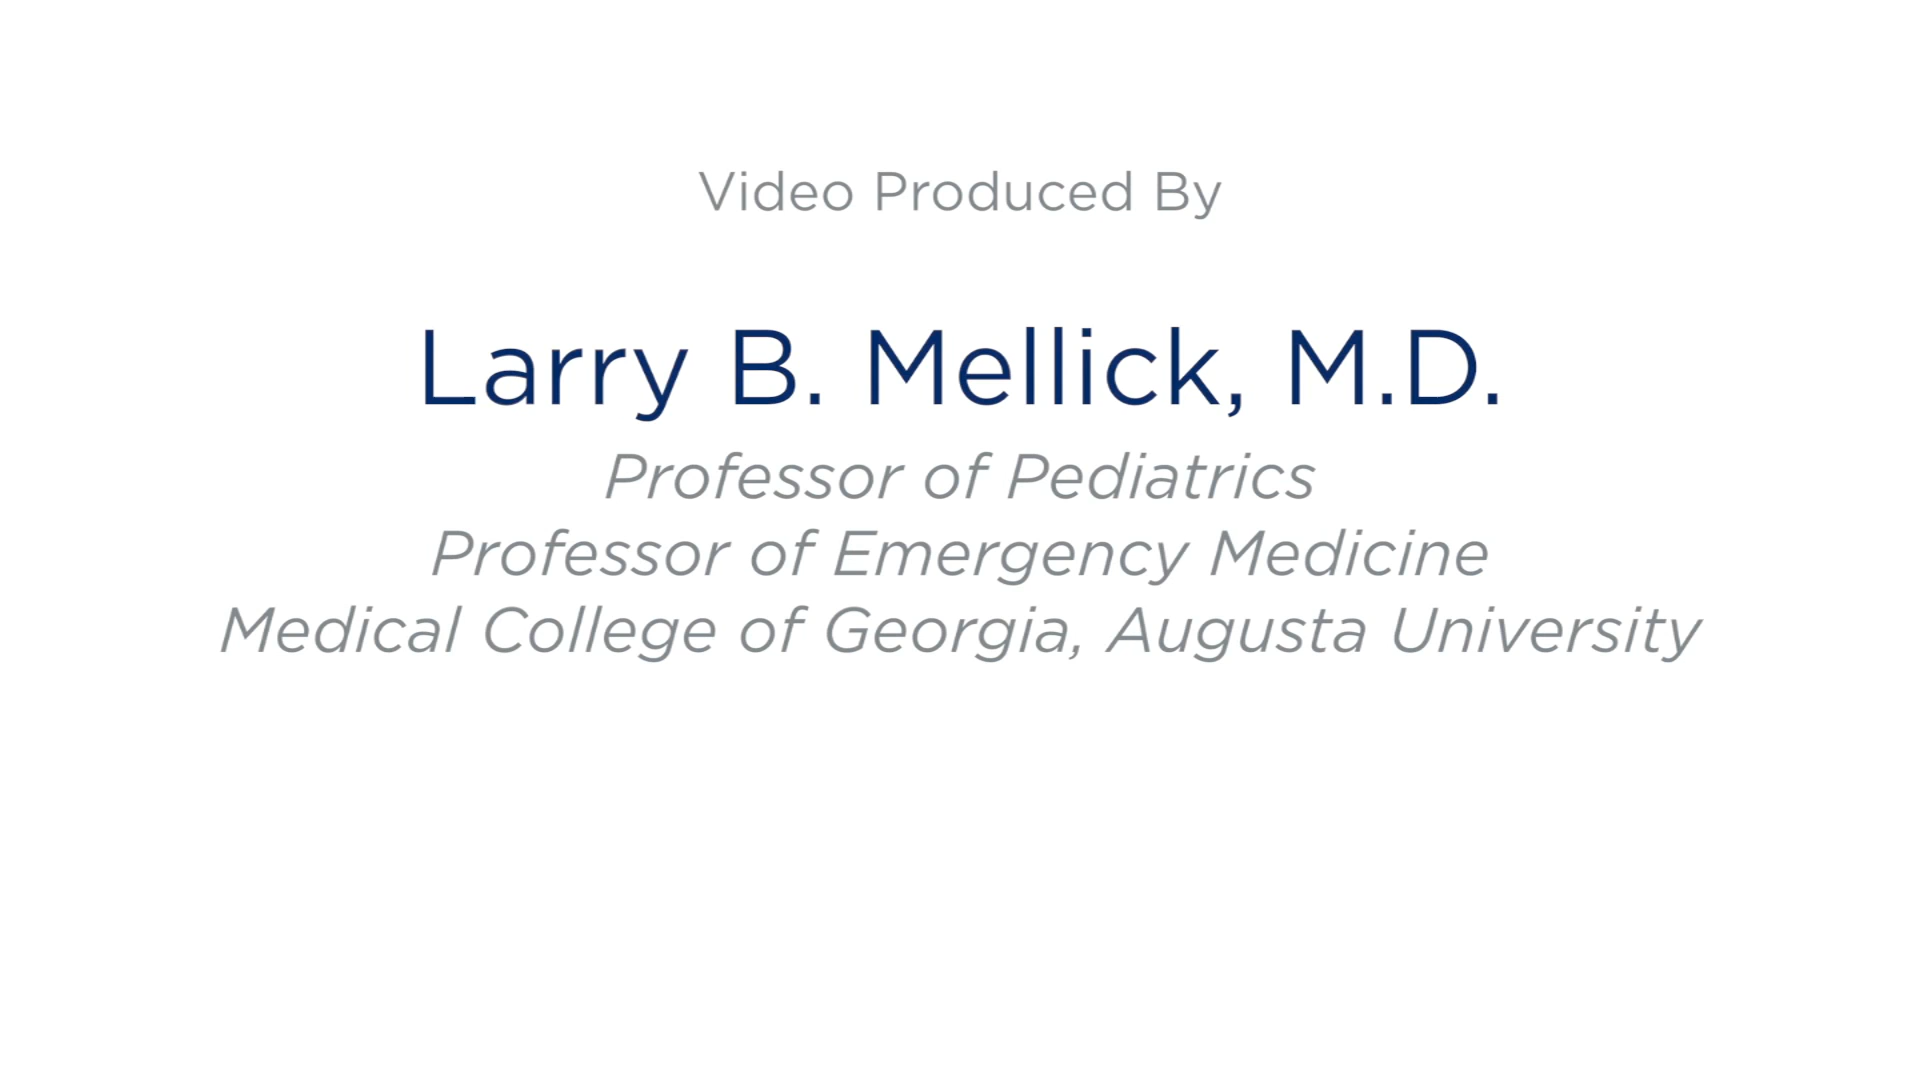 Video Produced By
Larry B. Mellick, M.D.
Professor of Pediatrics
Professor of Emergency Medicine
Medical College of Georgia, Augusta University